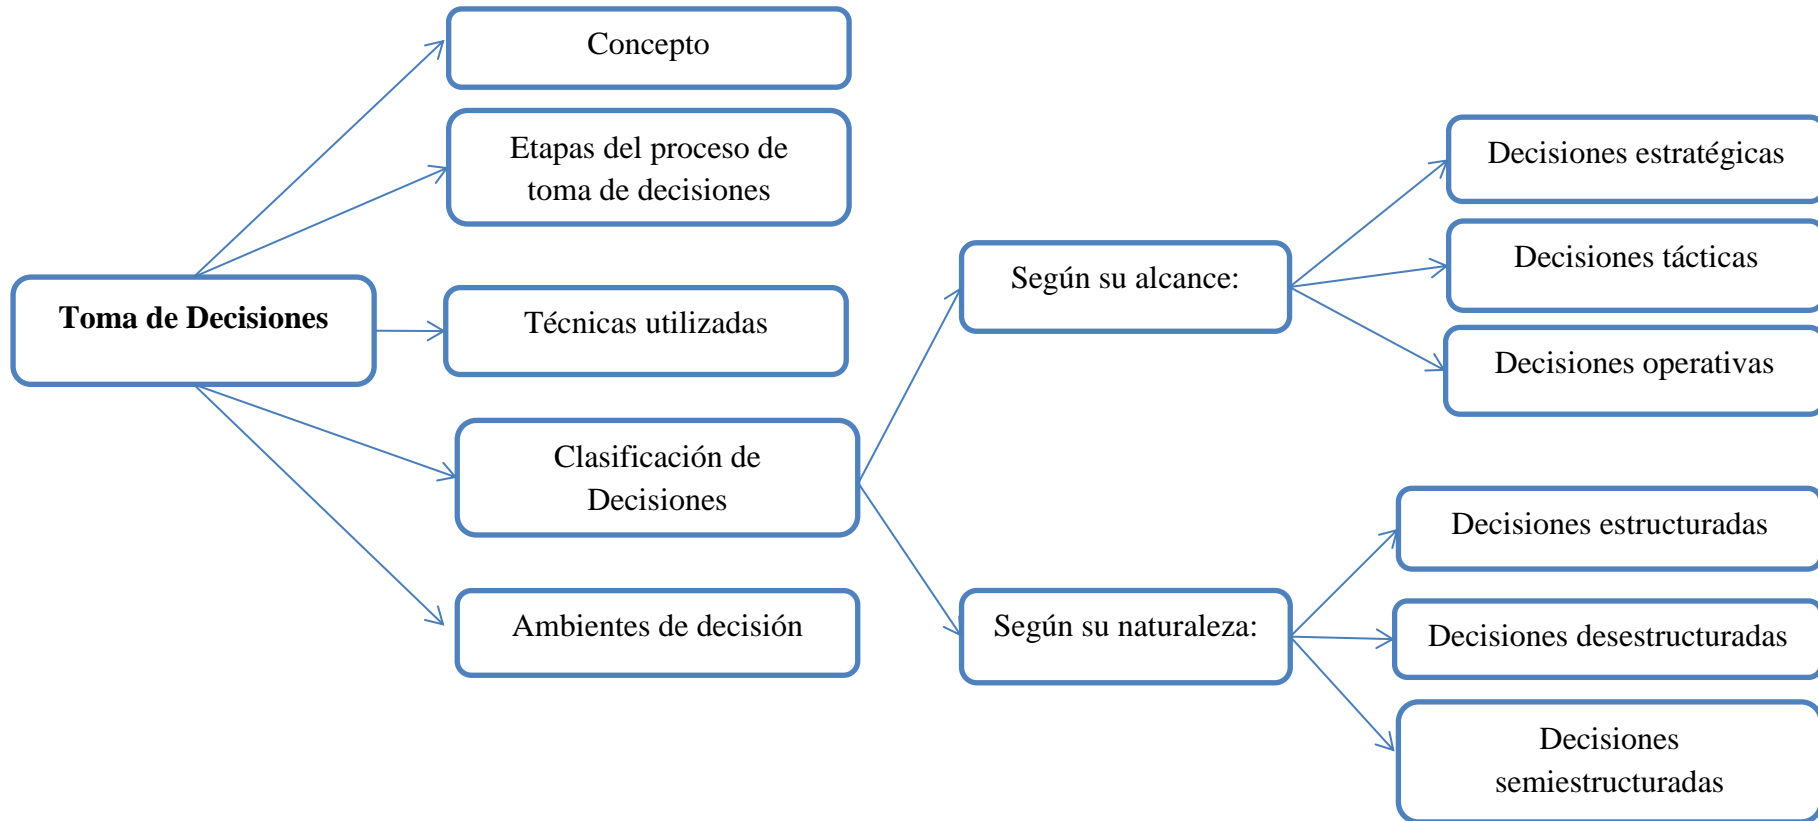 Toma de Decisiones
Concepto
Etapas del proceso de
toma de decisiones
Técnicas utilizadas
Clasificación de
Decisiones
Ambientes de decisión
Según su alcance:
Decisiones estratégicas
Decisiones tácticas
Decisiones operativas
Según su naturaleza:
Decisiones estructuradas
Decisiones desestructuradas
Decisiones
semiestructuradas